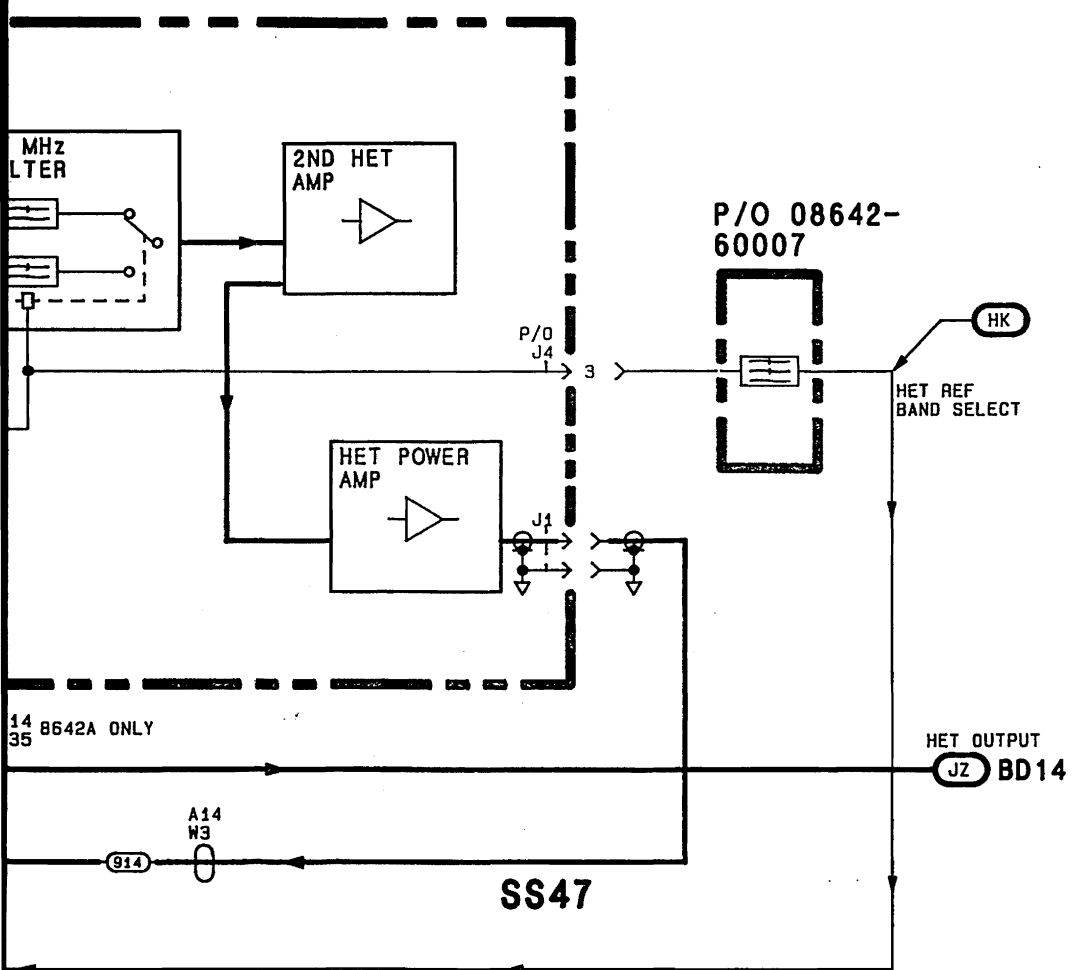 MHz
LTER
2ND HET
AMP
P/O 08642-
60007
HK
P/O
J4
3
HET REF
BAND SELECT
HET POWER
AMP
J1
14
35
8642A ONLY
HET OUTPUT
JZ BD14
A14
W3
914
SS47